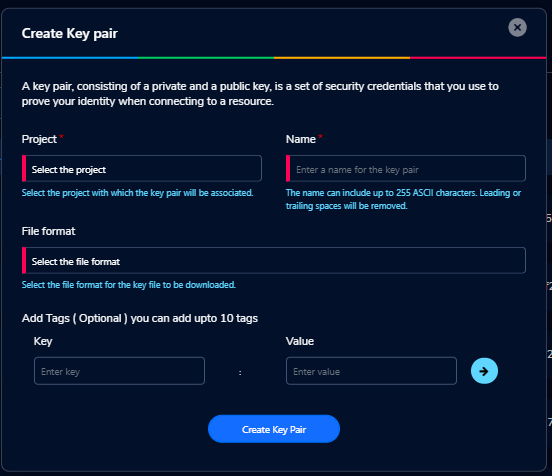 Create Key pair
A key pair, consisting of a private and a public key, is a set of security credentials that you use to
prove your identity when connecting to a resource.
Project *
Name *
Select the project
Enter a name for the key pair
Select the project with which the key pair will be associated.
The name can include up to 255 ASCII characters. Leading or
trailing spaces will be removed.
File format
Select the file format
Select the file format for the key file to be downloaded.
Add Tags ( Optional ) you can add upto 10 tags
Key
Value
Enter key
:
Enter value
Create Key Pair